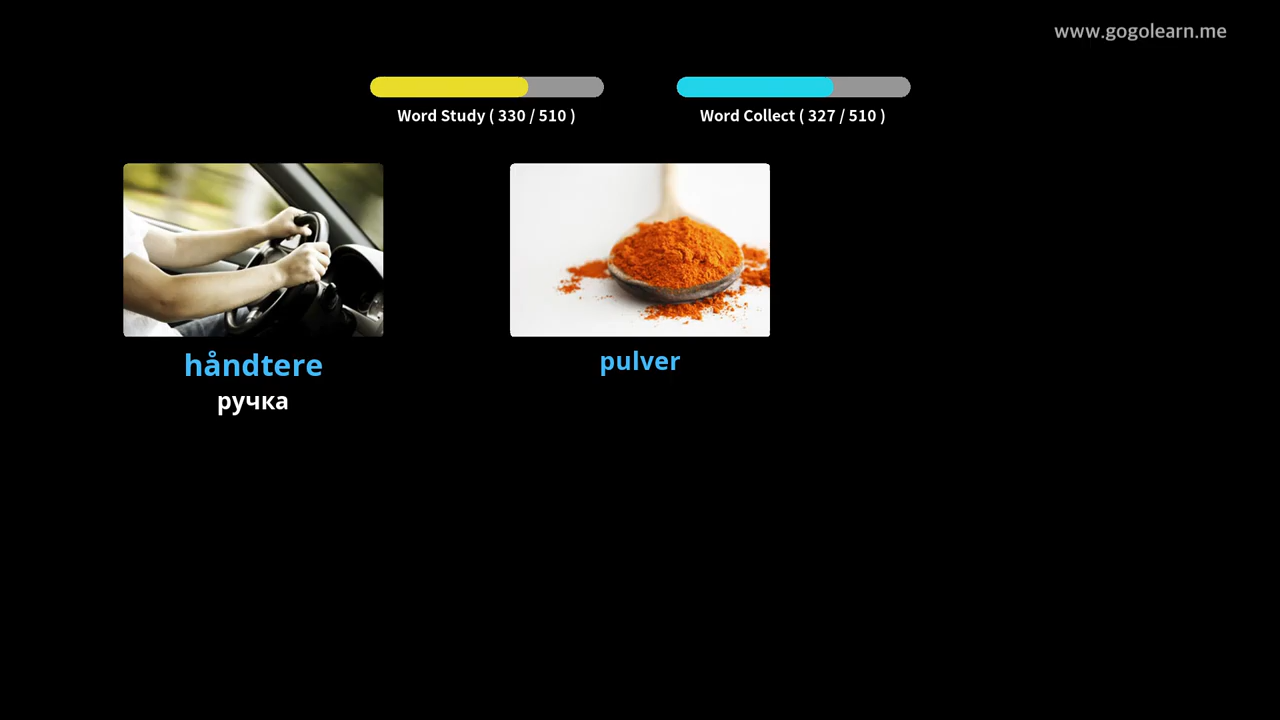 www.gogolearn.me
Word Study ( 330 / 510 )
Word Collect ( 327 / 510 )
håndtere
ручка
pulver